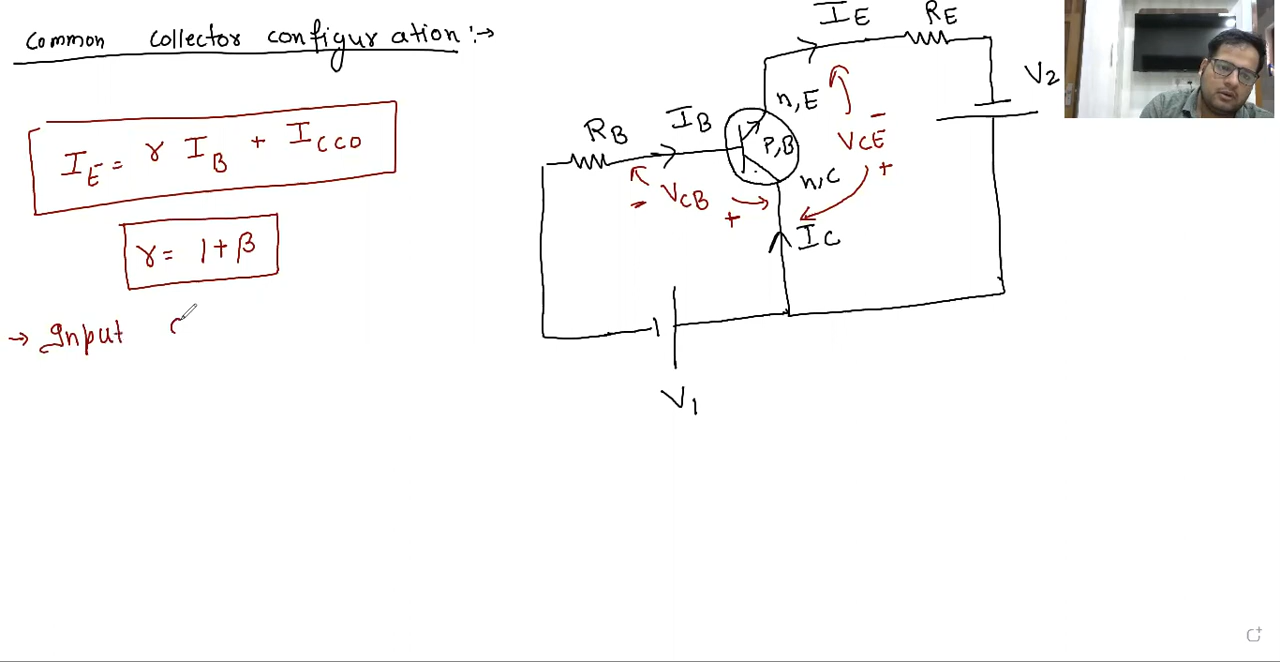 Common collector configuration :→
I_E = γ I_B + I_CCO
γ = 1 + β
→ Input
I_E
R_E
V_2
n, E
I_B
R_B
P, B
V_CE
-
+
n, C
V_CB
-
+
I_C
V_1